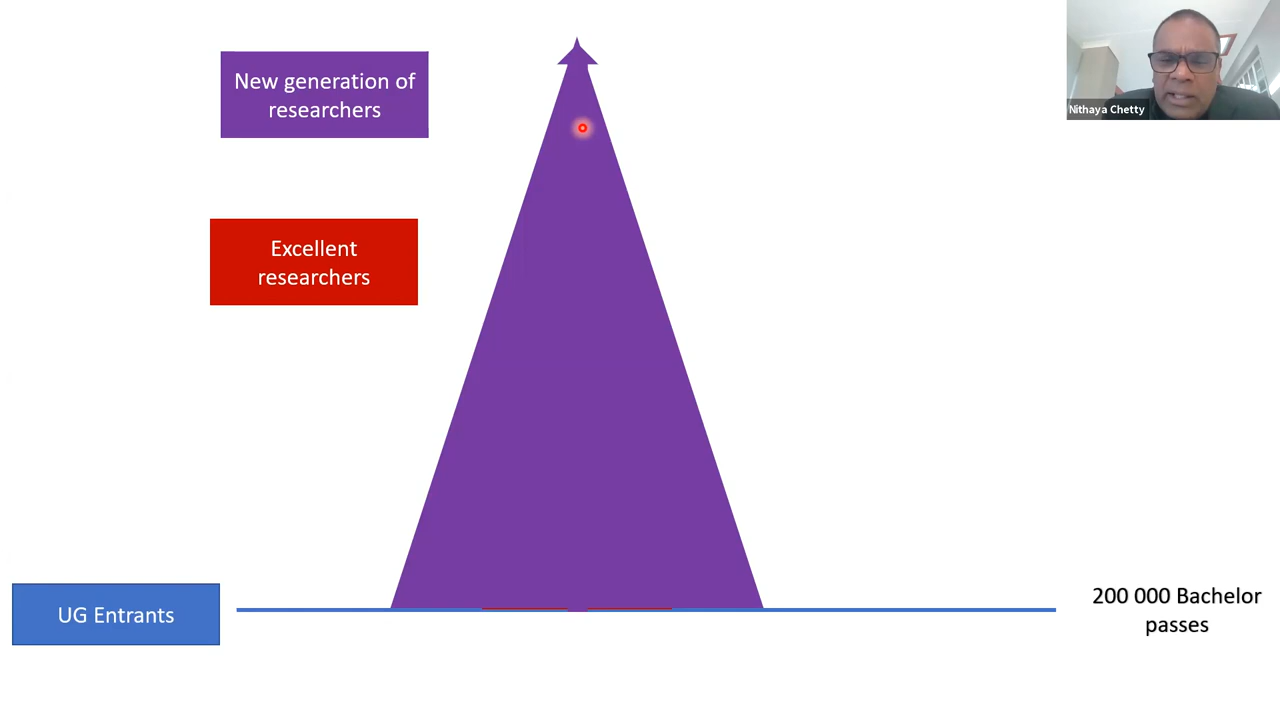 New generation of
researchers
Nithaya Chetty
Excellent
researchers
UG Entrants
200 000 Bachelor
passes